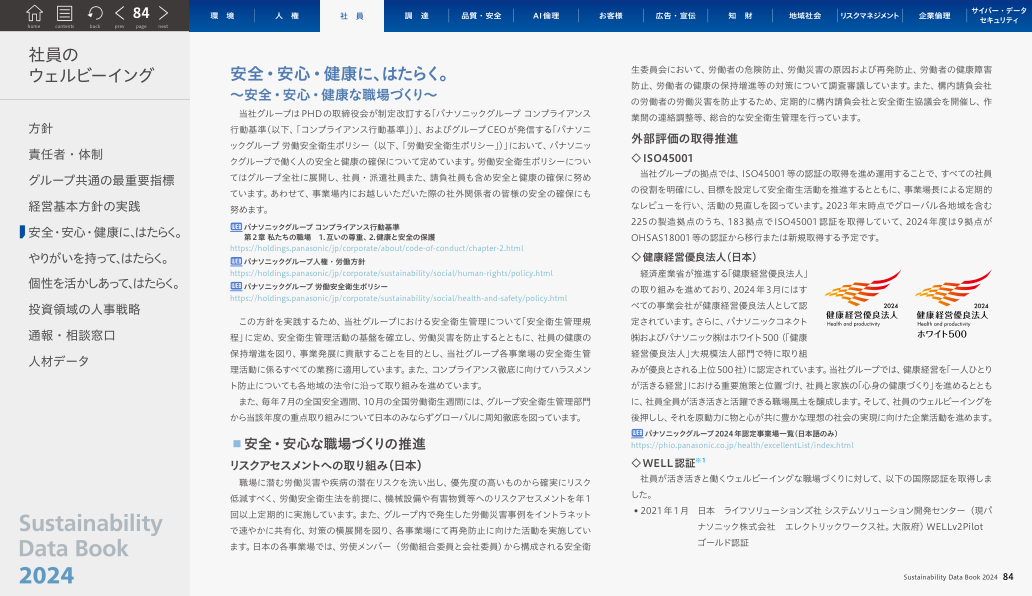 home
contents
back
prev
84
page
next
環 境
人 権
社 員
調 達
品質・安全
AI倫理
お客様
広告・宣伝
知 財
地域社会
リスクマネジメント
企業倫理
サイバー・データ
セキュリティ
社員の
ウェルビーイング
方針
責任者・体制
グループ共通の最重要指標
経営基本方針の実践
安全・安心・健康に、はたらく。
やりがいを持って、はたらく。
個性を活かしあって、はたらく。
投資領域の人事戦略
通報・相談窓口
人材データ
Sustainability
Data Book
2024
安全・安心・健康に、はたらく。
～安全・安心・健康な職場づくり～
当社グループはPHDの取締役会が制定改訂する「パナソニックグループ コンプライアンス
行動基準(以下、「コンプライアンス行動基準」)」、およびグループCEOが発信する「パナソニ
ックグループ 労働安全衛生ポリシー（以下、「労働安全衛生ポリシー」）」において、パナソニッ
クグループで働く人の安全と健康の確保について定めています。労働安全衛生ポリシーについ
てはグループ全社に展開し、社員・派遣社員また、請負社員も含め安全と健康の確保に努め
ています。あわせて、事業場内にお越しいただいた際の社外関係者の皆様の安全の確保にも
努めます。
パナソニックグループ コンプライアンス行動基準
第2章 私たちの職場　1.互いの尊重、2.健康と安全の保護
https://holdings.panasonic/jp/corporate/about/code-of-conduct/chapter-2.html
パナソニックグループ人権・労働方針
https://holdings.panasonic/jp/corporate/sustainability/social/human-rights/policy.html
パナソニックグループ 労働安全衛生ポリシー
https://holdings.panasonic/jp/corporate/sustainability/social/health-and-safety/policy.html
この方針を実践するため、当社グループにおける安全衛生管理について「安全衛生管理規
程」に定め、安全衛生活動の基盤を確立し、労働災害を防止するとともに、社員の健康の
保持増進を図り、事業発展に貢献することを目的とし、当社グループ各事業場の安全衛生管
理活動に係るすべての業務に適用しています。また、コンプライアンス徹底に向けてハラスメン
ト防止についても各地域の法令に沿って取り組みを進めています。
また、毎年7月の全国安全週間、10月の全国労働衛生週間には、グループ安全衛生管理部門
から当該年度の重点取り組みについて日本のみならずグローバルに周知徹底を図っています。
■ 安全・安心な職場づくりの推進
リスクアセスメントへの取り組み(日本)
職場に潜む労働災害や疾病の潜在リスクを洗い出し、優先度の高いものから確実にリスク
低減すべく、労働安全衛生法を前提に、機械設備や有害物質等へのリスクアセスメントを年1
回以上定期的に実施しています。また、グループ内で発生した労働災害事例をイントラネット
で速やかに共有化、対策の横展開を図り、各事業場にて再発防止に向けた活動を実施してい
ます。日本の各事業場では、労使メンバー（労働組合委員と会社委員）から構成される安全衛
生委員会において、労働者の危険防止、労働災害の原因および再発防止、労働者の健康障害
防止、労働者の健康の保持増進等の対策について調査審議しています。また、構内請負会社
の労働者の労働災害を防止するため、定期的に構内請負会社と安全衛生協議会を開催し、作
業間の連絡調整等、総合的な安全衛生管理を行っています。
外部評価の取得推進
◇ISO45001
当社グループの拠点では、ISO45001等の認証の取得を進め運用することで、すべての社員
の役割を明確にし、目標を設定して安全衛生活動を推進するとともに、事業場長による定期的
なレビューを行い、活動の見直しを図っています。2023年末時点でグローバル各地域を含む
225の製造拠点のうち、183拠点でISO45001認証を取得していて、2024年度は9拠点が
OHSAS18001等の認証から移行または新規取得する予定です。
◇健康経営優良法人(日本)
経済産業省が推進する「健康経営優良法人」
の取り組みを進めており、2024年3月にはす
べての事業会社が健康経営優良法人として認
定されています。さらに、パナソニックコネクト
㈱およびパナソニック㈱はホワイト500（「健康
経営優良法人」大規模法人部門で特に取り組
みが優良とされる上位500社）に認定されています。当社グループでは、健康経営を「一人ひとり
が活きる経営」における重要施策と位置づけ、社員と家族の「心身の健康づくり」を進めるととも
に、社員全員が活き活きと活躍できる職場風土を醸成します。そして、社員のウェルビーイングを
後押しし、それを原動力に物と心が共に豊かな理想の社会の実現に向けた企業活動を進めます。
2024
健康経営優良法人
Health and productivity
2024
健康経営優良法人
Health and productivity
ホワイト500
パナソニックグループ2024年認定事業場一覧(日本語のみ)
https://phio.panasonic.co.jp/health/excellentList/index.html
◇WELL認証※1
社員が活き活きと働くウェルビーイングな職場づくりに対して、以下の国際認証を取得しま
した。
• 2021年1月　日本　ライフソリューションズ社 システムソリューション開発センター（現パ
ナソニック株式会社　エレクトリックワークス社。大阪府）WELLv2Pilot
ゴールド認証
Sustainability Data Book 2024　84